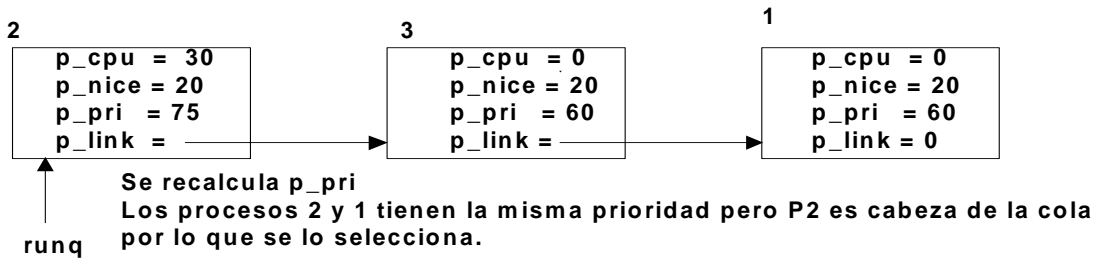 2
p_cpu = 30
p_nice = 20
p_pri = 75
p_link =
3
p_cpu = 0
p_nice = 20
p_pri = 60
p_link =
1
p_cpu = 0
p_nice = 20
p_pri = 60
p_link = 0
runq
Se recalcula p_pri
Los procesos 2 y 1 tienen la misma prioridad pero P2 es cabeza de la cola
por lo que se lo selecciona.